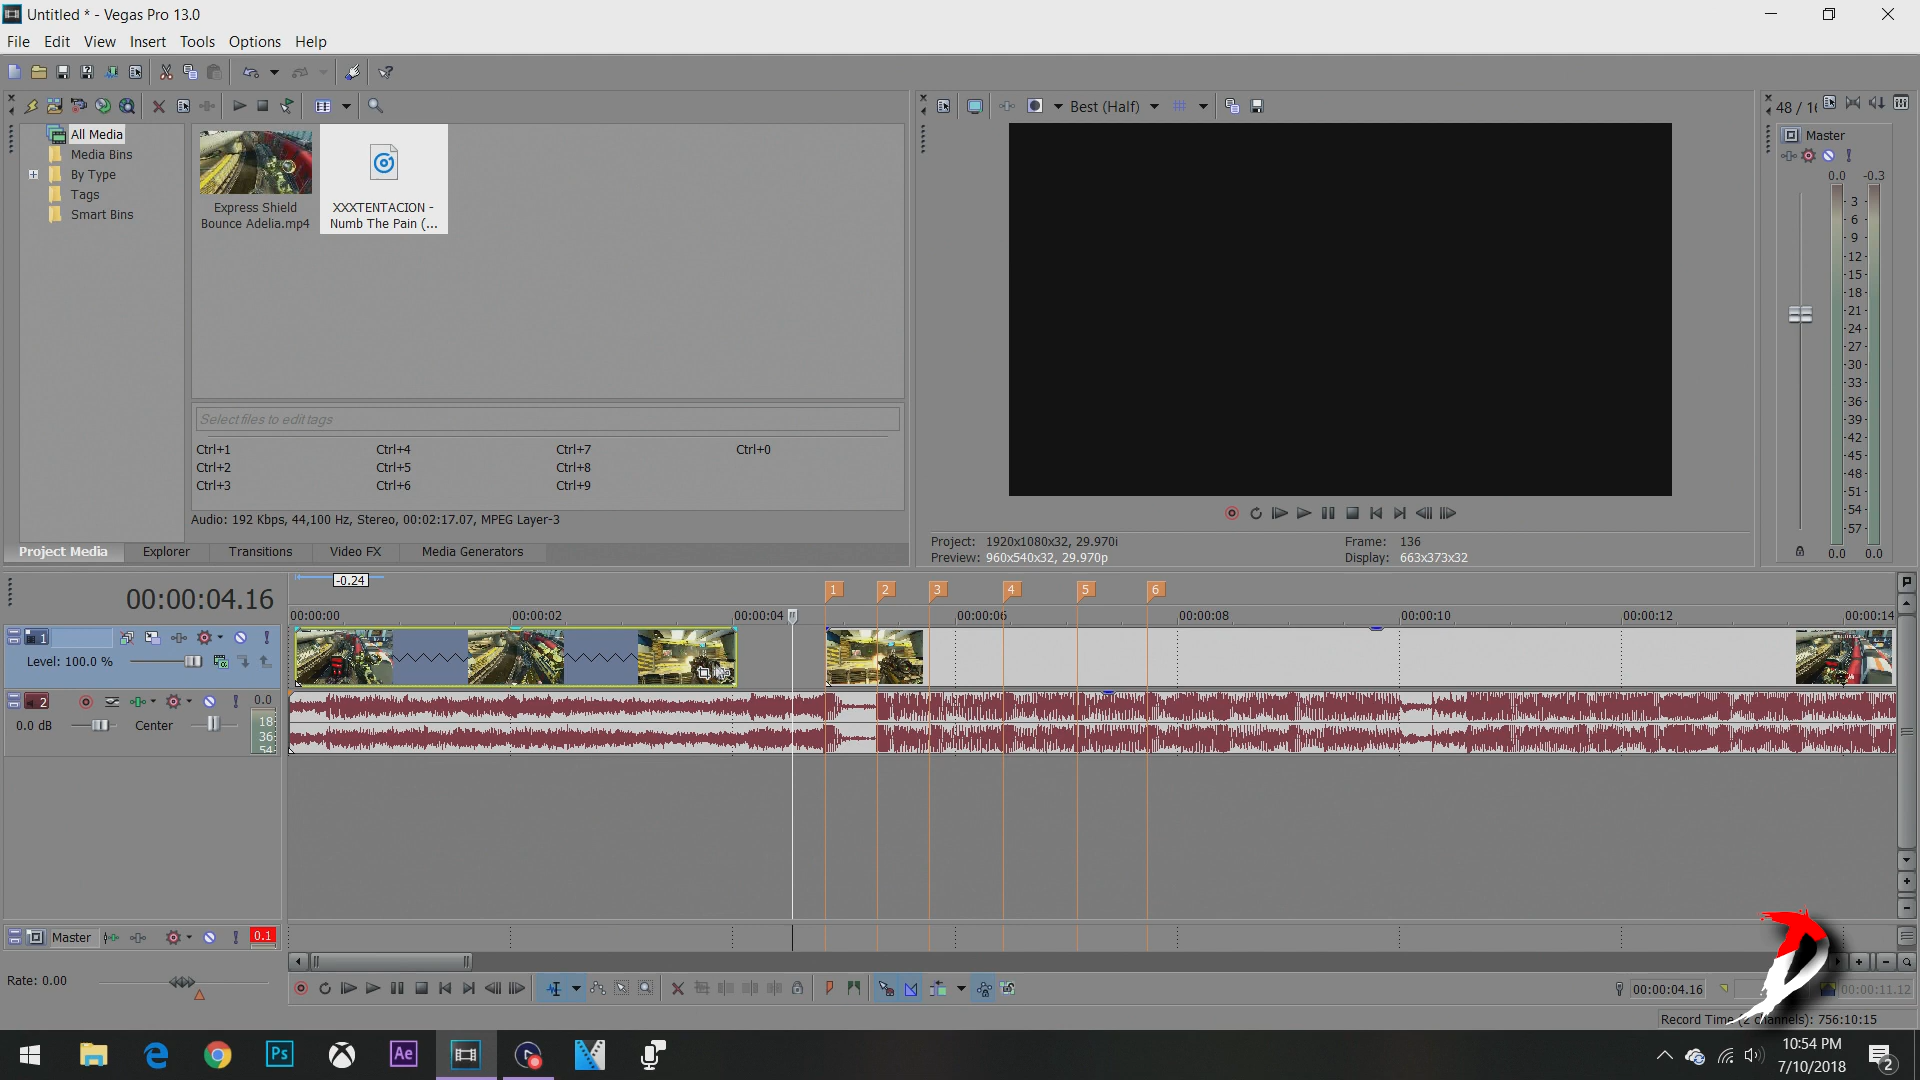 Untitled * - Vegas Pro 13.0
File Edit View Insert Tools Options Help
Best (Half)
48 / 16
All Media
Media Bins
By Type
Tags
Smart Bins
Express Shield
Bounce Adelia.mp4
XXXTENTACION -
Numb The Pain (...
Master
0.0 -0.3
3
6
9
12
15
18
21
24
27
30
33
36
39
42
45
48
51
54
57
0.0 0.0
Select files to edit tags
Ctrl+1 Ctrl+4 Ctrl+7 Ctrl+0
Ctrl+2 Ctrl+5 Ctrl+8
Ctrl+3 Ctrl+6 Ctrl+9
Audio: 192 Kbps, 44,100 Hz, Stereo, 00:02:17.07, MPEG Layer-3
Project Media Explorer Transitions Video FX Media Generators
Project: 1920x1080x32, 29.970i
Preview: 960x540x32, 29.970p
Frame: 136
Display: 663x373x32
00:00:04.16
-0.24
1 2 3 4 5 6
00:00:00 00:00:02 00:00:04 00:00:06 00:00:08 00:00:10 00:00:12 00:00:14
1
Level: 100.0 %
2
0.0
0.0 dB Center
18
36
54
Master 0.1
Rate: 0.00
00:00:04.16
00:00:11.12
Record Time (2 channels): 756:10:15
Ps
Ae
10:54 PM
7/10/2018
2